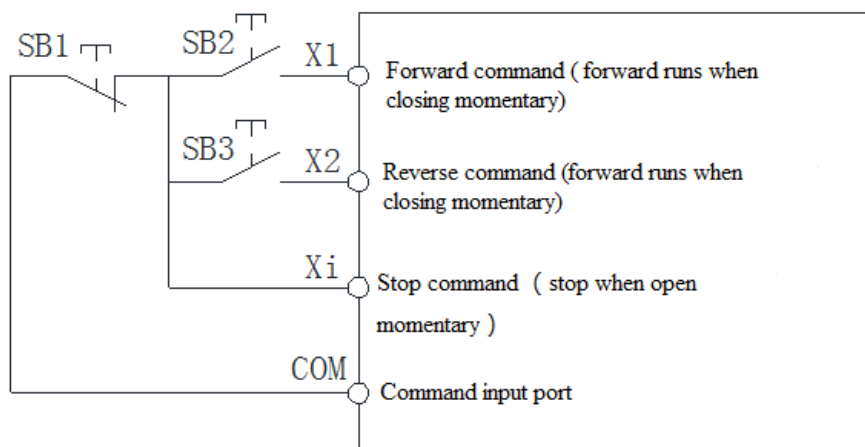 SB1
SB2
X1
Forward command ( forward runs when
closing momentary)
SB3
X2
Reverse command (forward runs when
closing momentary)
Xi
Stop command ( stop when open
momentary )
COM
Command input port